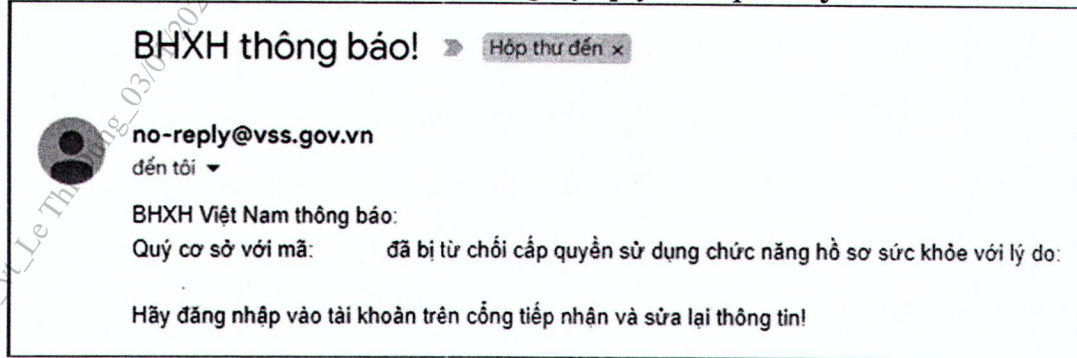 BHXH thông báo!
Hộp thư đến ×
no-reply@vss.gov.vn
đến tôi
BHXH Việt Nam thông báo:
Quý cơ sở với mã: đã bị từ chối cấp quyền sử dụng chức năng hồ sơ sức khỏe với lý do:
Hãy đăng nhập vào tài khoản trên cổng tiếp nhận và sửa lại thông tin!